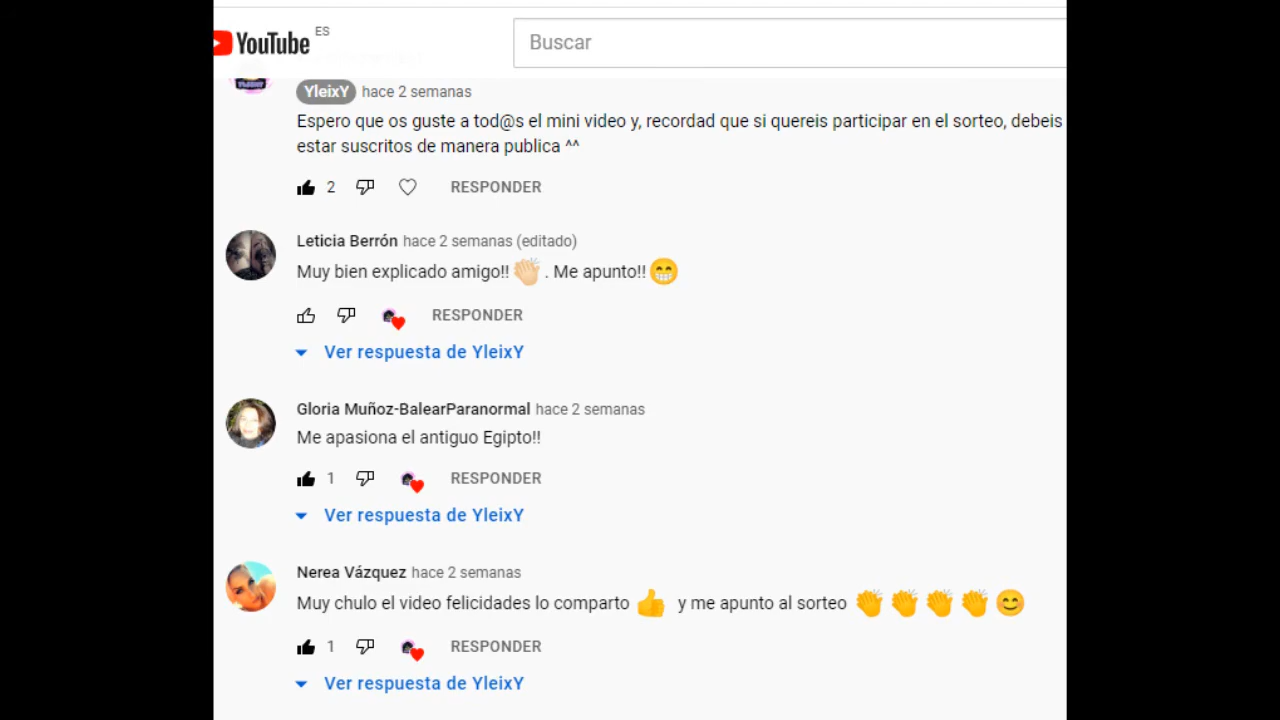 YouTube ES
Buscar
YleixY hace 2 semanas
Espero que os guste a tod@s el mini video y, recordad que si quereis participar en el sorteo, debeis
estar suscritos de manera publica ^^
2 RESPONDER
Leticia Berrón hace 2 semanas (editado)
Muy bien explicado amigo!! 👏🏻 . Me apunto!! 😁
RESPONDER
Ver respuesta de YleixY
Gloria Muñoz-BalearParanormal hace 2 semanas
Me apasiona el antiguo Egipto!!
1 RESPONDER
Ver respuesta de YleixY
Nerea Vázquez hace 2 semanas
Muy chulo el video felicidades lo comparto 👍 y me apunto al sorteo 👏👏👏👏😊
1 RESPONDER
Ver respuesta de YleixY